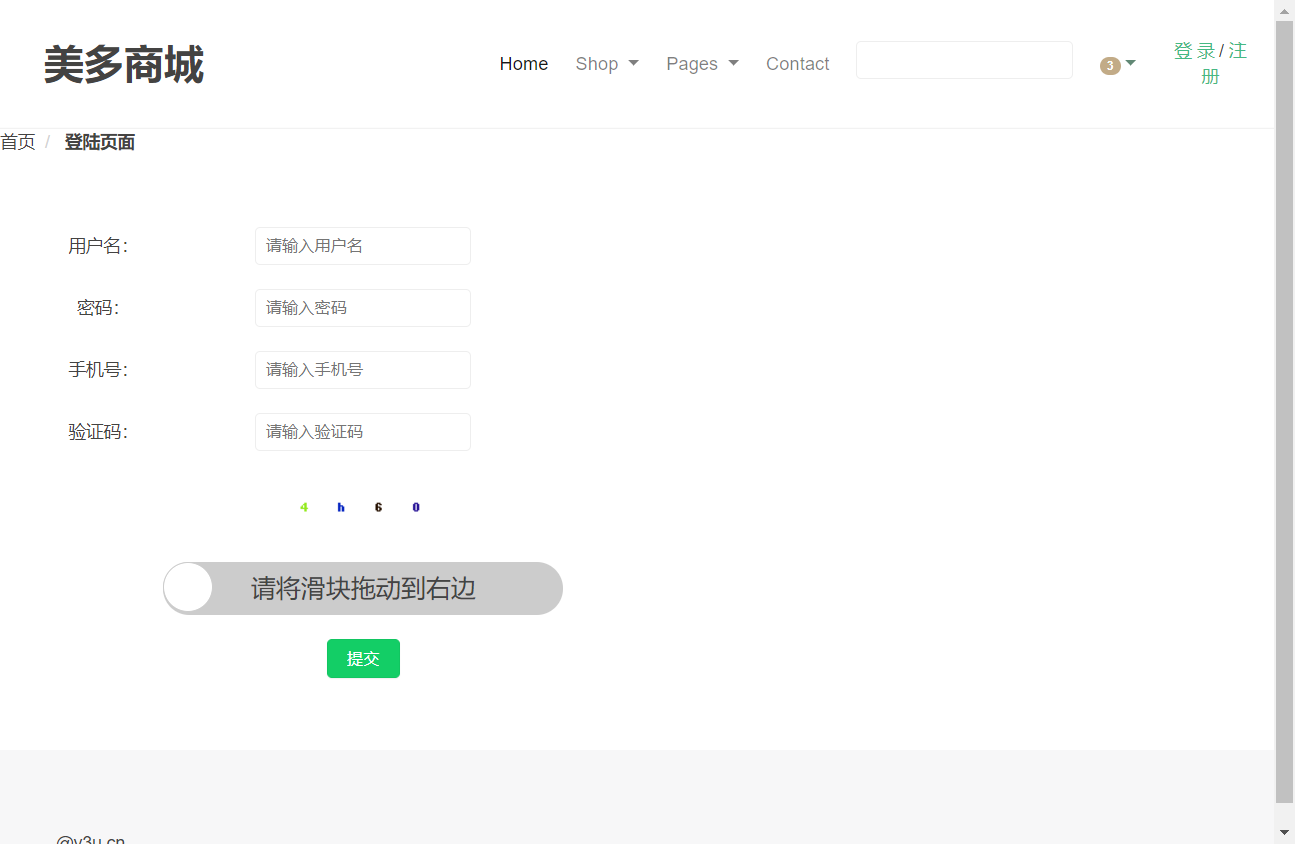 美多商城
Home Shop Pages Contact
3
登 录 / 注
册
首页 / 登陆页面
用户名：
请输入用户名
密码：
请输入密码
手机号：
请输入手机号
验证码：
请输入验证码
4 h 6 0
请将滑块拖动到右边
提交
@v3u.cn